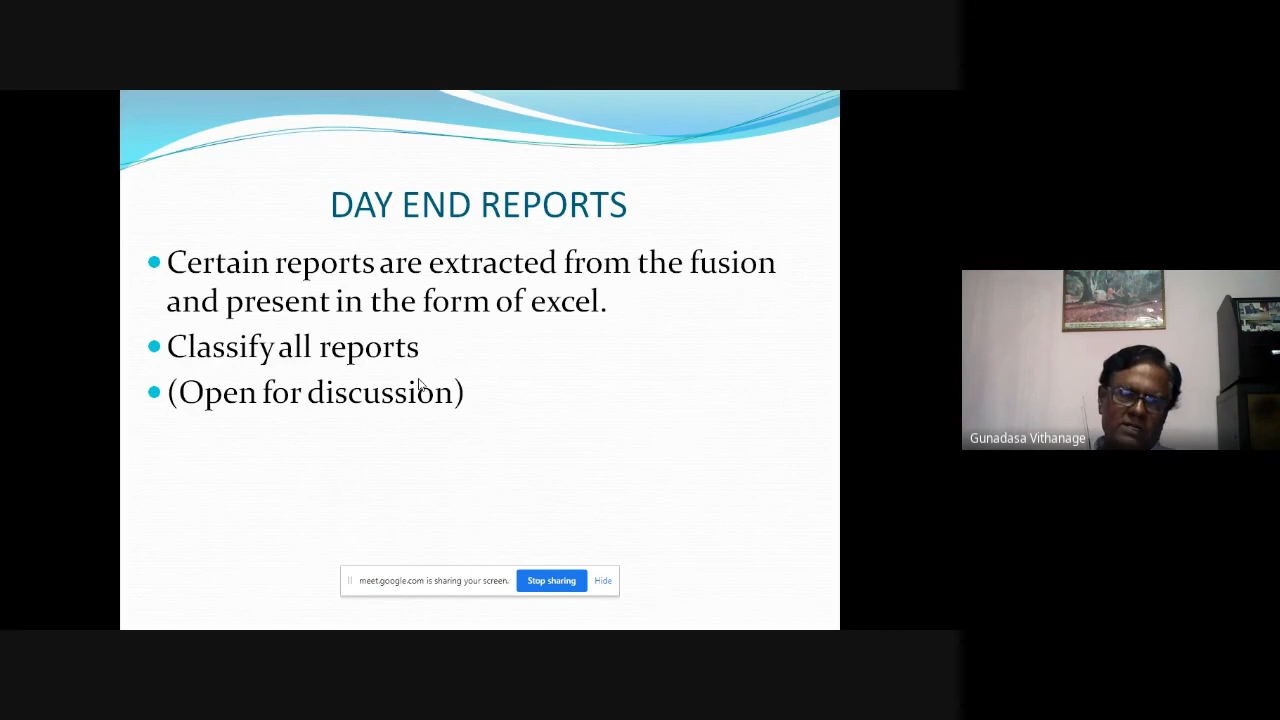 DAY END REPORTS
Certain reports are extracted from the fusion
and present in the form of excel.
Classify all reports
(Open for discussion)
meet.google.com is sharing your screen.
Stop sharing
Hide
Gunadasa Vithanage